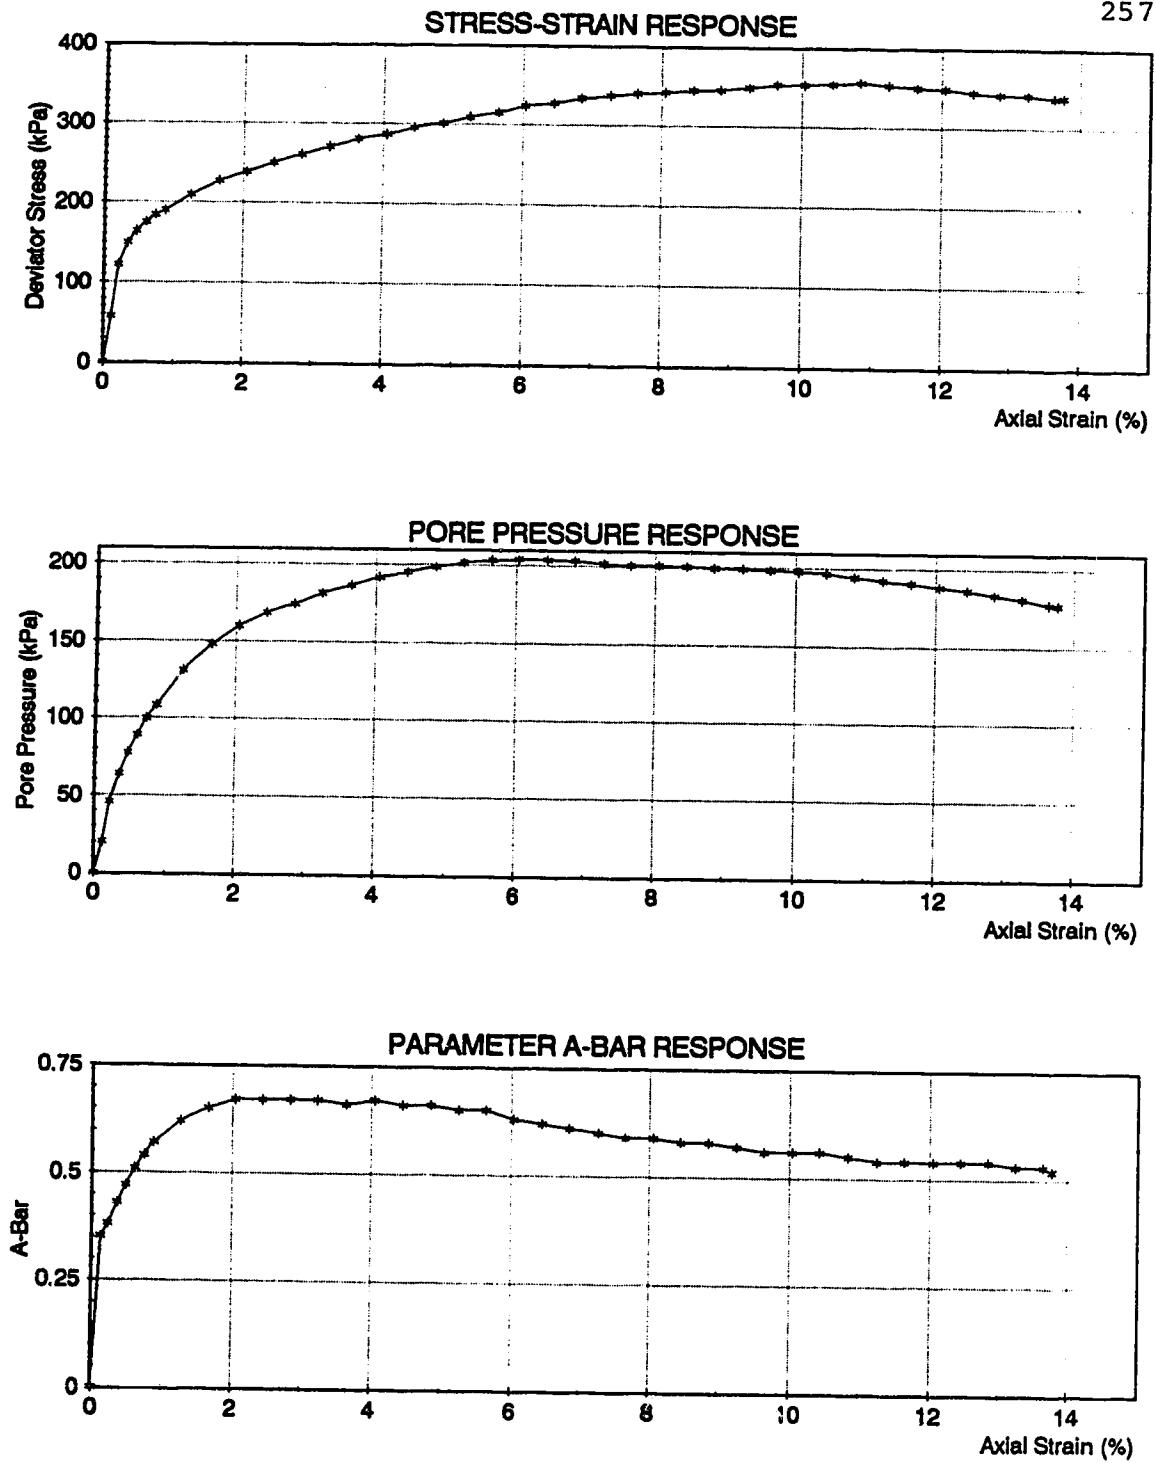 257
STRESS-STRAIN RESPONSE
400
300
200
100
0
Deviator Stress (kPa)
0 2 4 6 8 10 12 14
Axial Strain (%)
PORE PRESSURE RESPONSE
200
150
100
50
0
Pore Pressure (kPa)
0 2 4 6 8 10 12 14
Axial Strain (%)
PARAMETER A-BAR RESPONSE
0.75
0.5
0.25
0
A-Bar
0 2 4 6 8 10 12 14
Axial Strain (%)